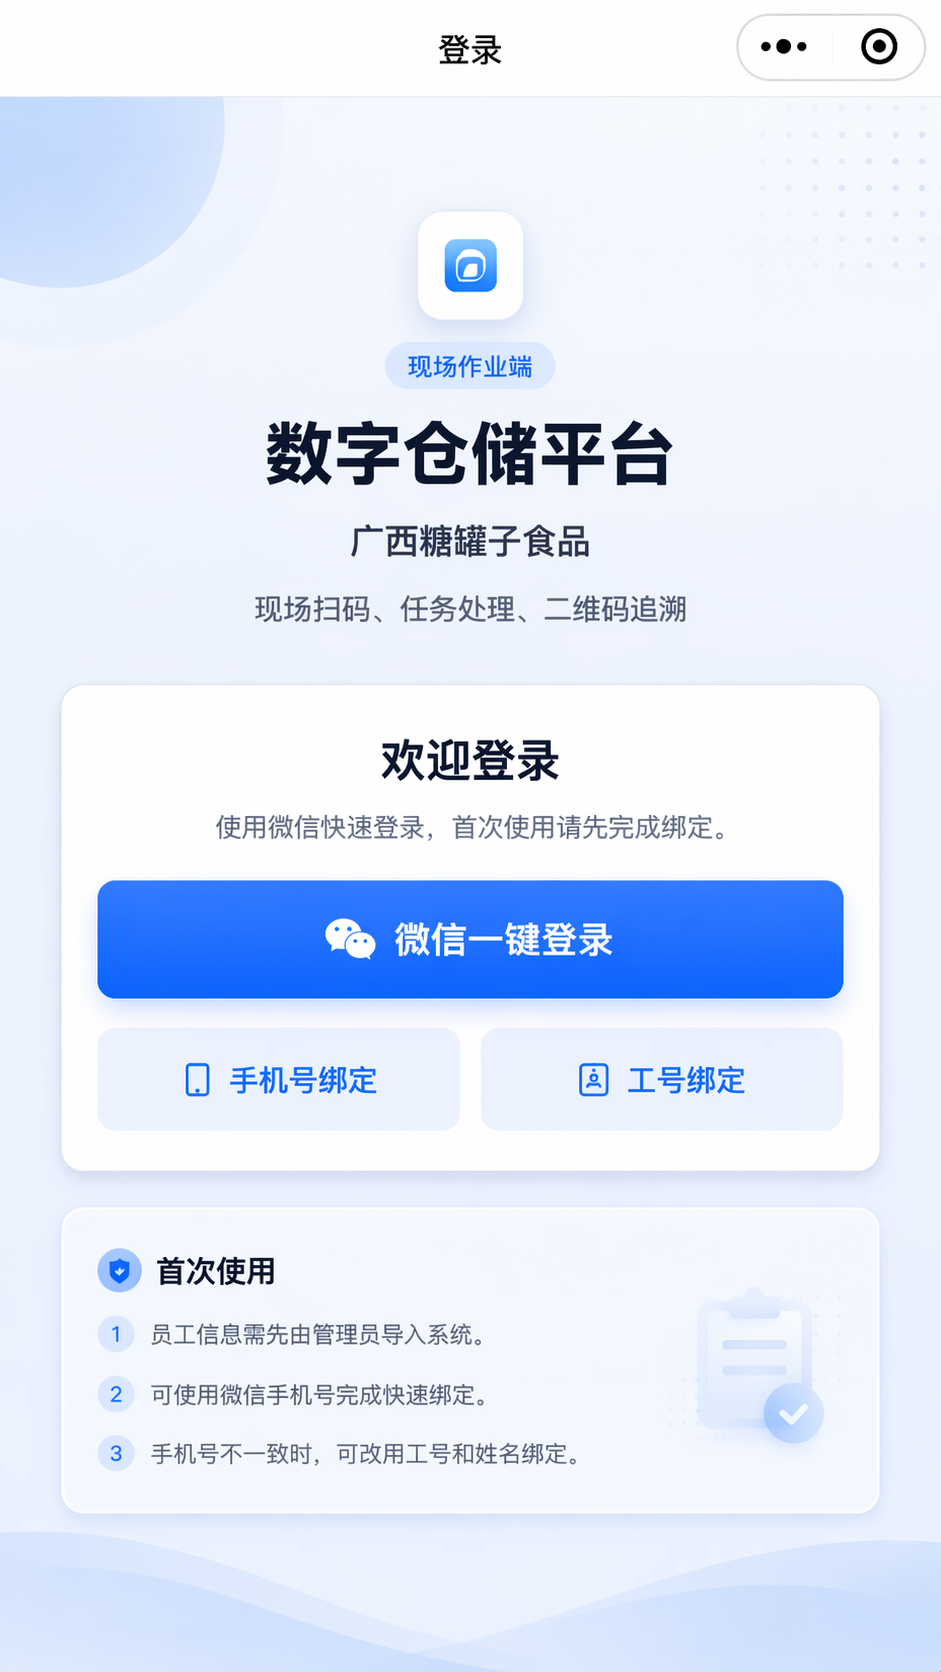 登录
现场作业端
数字仓储平台
广西糖罐子食品
现场扫码、任务处理、二维码追溯
欢迎登录
使用微信快速登录，首次使用请先完成绑定。
微信一键登录
手机号绑定
工号绑定
首次使用
1 员工信息需先由管理员导入系统。
2 可使用微信手机号完成快速绑定。
3 手机号不一致时，可改用工号和姓名绑定。